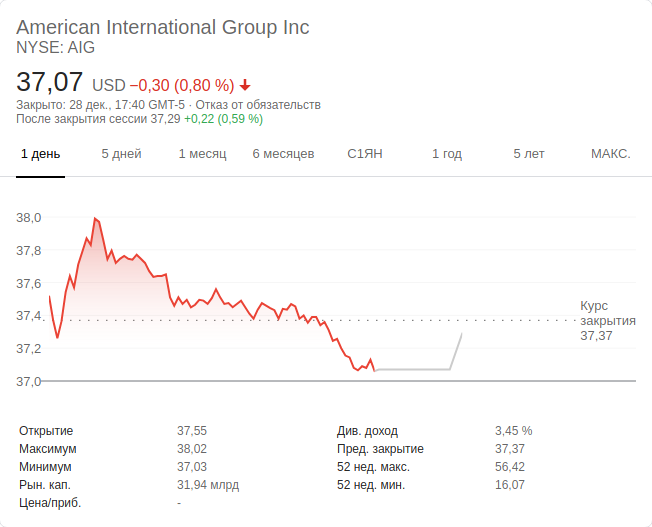 American International Group Inc
NYSE: AIG
37,07 USD −0,30 (0,80 %)
Закрыто: 28 дек., 17:40 GMT-5 · Отказ от обязательств
После закрытия сессии 37,29 +0,22 (0,59 %)
1 день 5 дней 1 месяц 6 месяцев С1ЯН 1 год 5 лет МАКС.
38,0
37,8
37,6
37,4
37,2
37,0
Курс
закрытия
37,37
Открытие 37,55 Див. доход 3,45 %
Максимум 38,02 Пред. закрытие 37,37
Минимум 37,03 52 нед. макс. 56,42
Рын. кап. 31,94 млрд 52 нед. мин. 16,07
Цена/приб. -